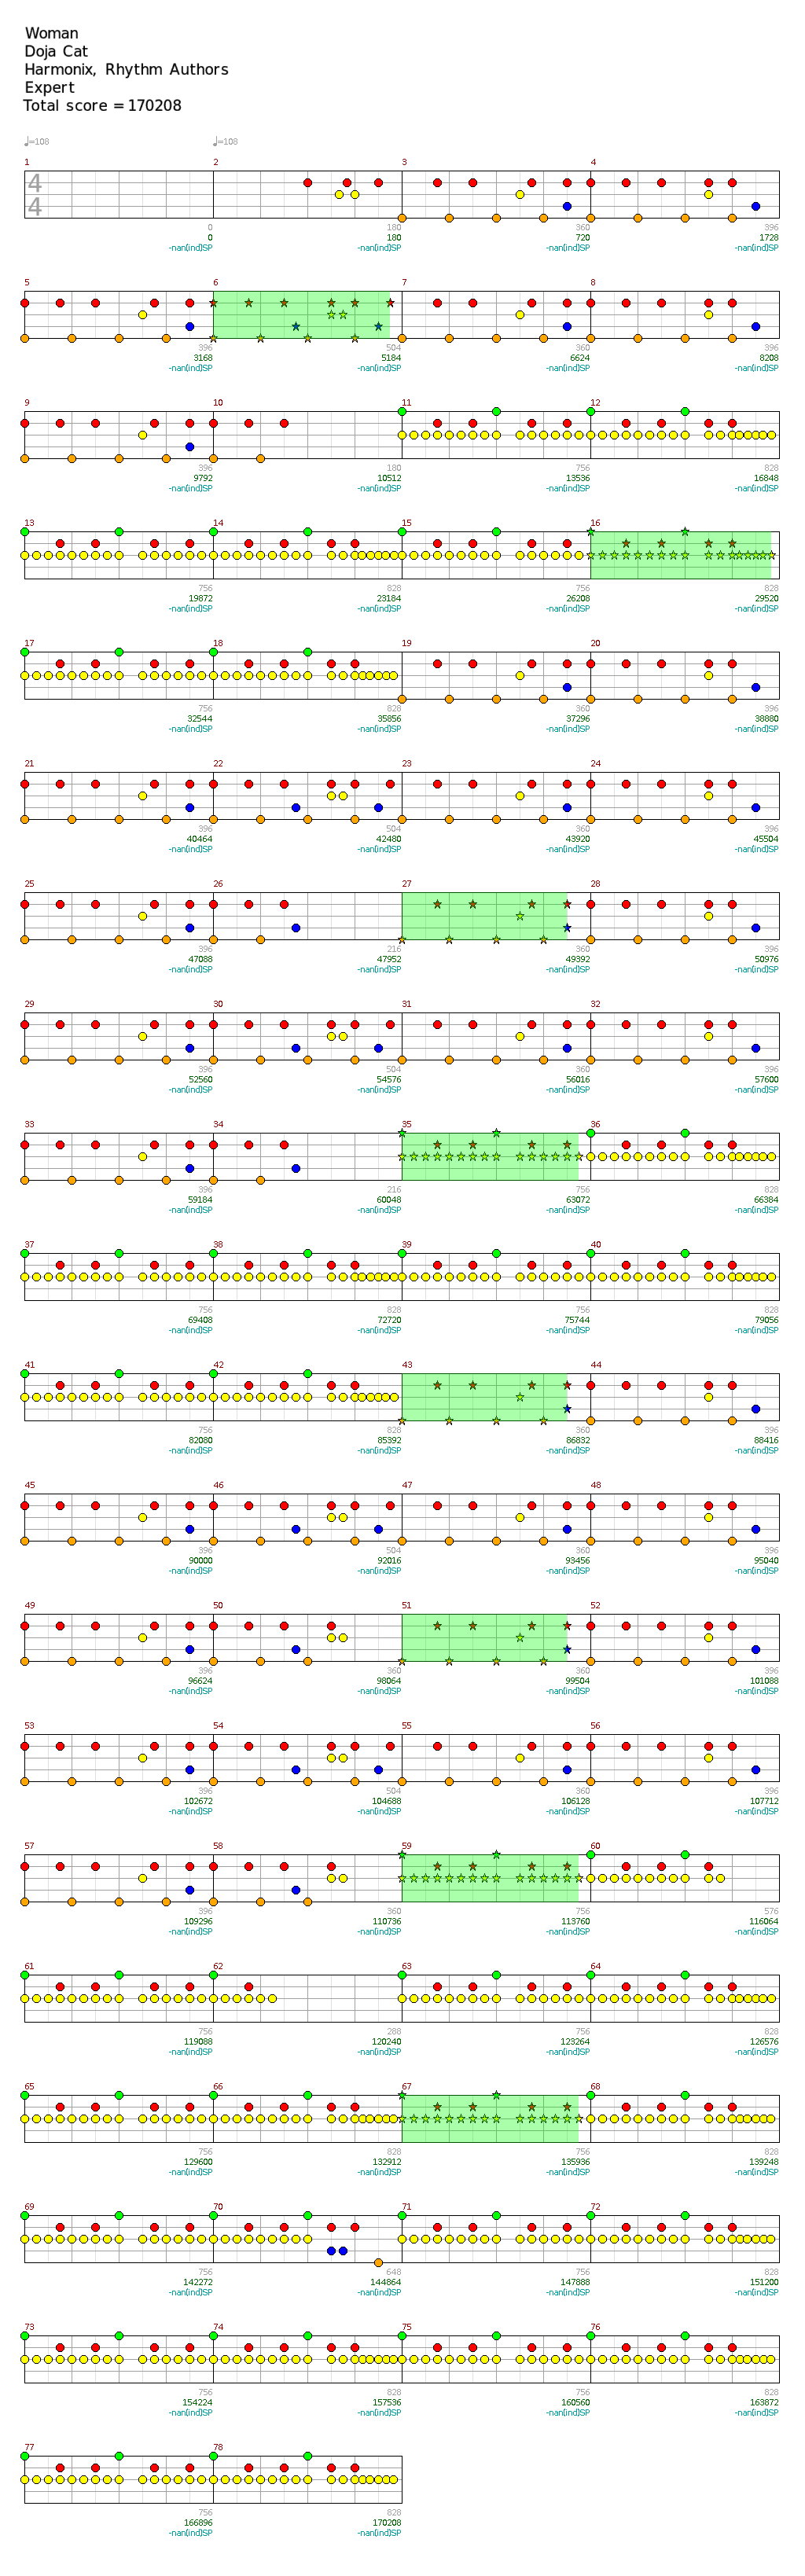 Woman
Doja Cat
Harmonix, Rhythm Authors
Expert
Total score = 170208
♩=108 ♩=108
1 2 3 4
4
4
0 180 360 396
0 180 720 1728
-nan(ind)SP -nan(ind)SP -nan(ind)SP -nan(ind)SP
5 6 7 8
396 504 360 396
3168 5184 6624 8208
-nan(ind)SP -nan(ind)SP -nan(ind)SP -nan(ind)SP
9 10 11 12
396 180 756 828
9792 10512 13536 16848
-nan(ind)SP -nan(ind)SP -nan(ind)SP -nan(ind)SP
13 14 15 16
756 828 756 828
19872 23184 26208 29520
-nan(ind)SP -nan(ind)SP -nan(ind)SP -nan(ind)SP
17 18 19 20
756 828 360 396
32544 35856 37296 38880
-nan(ind)SP -nan(ind)SP -nan(ind)SP -nan(ind)SP
21 22 23 24
396 504 360 396
40464 42480 43920 45504
-nan(ind)SP -nan(ind)SP -nan(ind)SP -nan(ind)SP
25 26 27 28
396 216 360 396
47088 47952 49392 50976
-nan(ind)SP -nan(ind)SP -nan(ind)SP -nan(ind)SP
29 30 31 32
396 504 360 396
52560 54576 56016 57600
-nan(ind)SP -nan(ind)SP -nan(ind)SP -nan(ind)SP
33 34 35 36
396 216 756 828
59184 60048 63072 66384
-nan(ind)SP -nan(ind)SP -nan(ind)SP -nan(ind)SP
37 38 39 40
756 828 756 828
69408 72720 75744 79056
-nan(ind)SP -nan(ind)SP -nan(ind)SP -nan(ind)SP
41 42 43 44
756 828 360 396
82080 85392 86832 88416
-nan(ind)SP -nan(ind)SP -nan(ind)SP -nan(ind)SP
45 46 47 48
396 504 360 396
90000 92016 93456 95040
-nan(ind)SP -nan(ind)SP -nan(ind)SP -nan(ind)SP
49 50 51 52
396 360 360 396
96624 98064 99504 101088
-nan(ind)SP -nan(ind)SP -nan(ind)SP -nan(ind)SP
53 54 55 56
396 504 360 396
102672 104688 106128 107712
-nan(ind)SP -nan(ind)SP -nan(ind)SP -nan(ind)SP
57 58 59 60
396 360 756 576
109296 110736 113760 116064
-nan(ind)SP -nan(ind)SP -nan(ind)SP -nan(ind)SP
61 62 63 64
756 288 756 828
119088 120240 123264 126576
-nan(ind)SP -nan(ind)SP -nan(ind)SP -nan(ind)SP
65 66 67 68
756 828 756 828
129600 132912 135936 139248
-nan(ind)SP -nan(ind)SP -nan(ind)SP -nan(ind)SP
69 70 71 72
756 648 756 828
142272 144864 147888 151200
-nan(ind)SP -nan(ind)SP -nan(ind)SP -nan(ind)SP
73 74 75 76
756 828 756 828
154224 157536 160560 163872
-nan(ind)SP -nan(ind)SP -nan(ind)SP -nan(ind)SP
77 78
756 828
166896 170208
-nan(ind)SP -nan(ind)SP